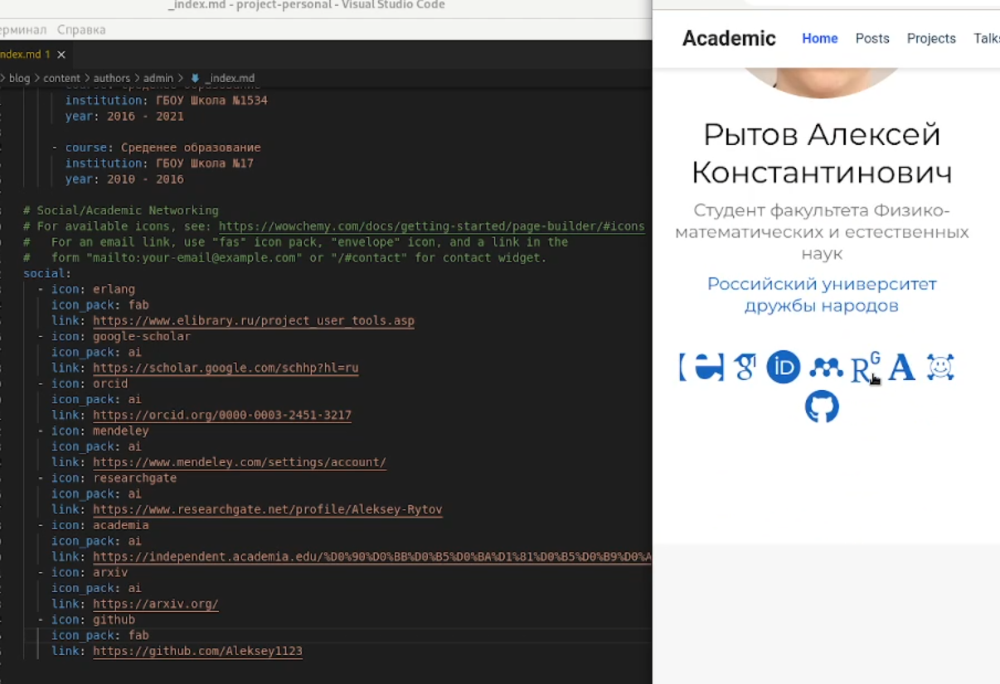 _index.md - project-personal - Visual Studio Code
ерминал Справка
ndex.md 1 ×
> blog > content > authors > admin > _index.md
course: Среденее образование
institution: ГБОУ Школа №1534
year: 2016 - 2021
- course: Среденее образование
institution: ГБОУ Школа №17
year: 2010 - 2016
# Social/Academic Networking
# For available icons, see: https://wowchemy.com/docs/getting-started/page-builder/#icons
#   For an email link, use "fas" icon pack, "envelope" icon, and a link in the
#   form "mailto:your-email@example.com" or "/#contact" for contact widget.
social:
- icon: erlang
icon_pack: fab
link: https://www.elibrary.ru/project_user_tools.asp
- icon: google-scholar
icon_pack: ai
link: https://scholar.google.com/schhp?hl=ru
- icon: orcid
icon_pack: ai
link: https://orcid.org/0000-0003-2451-3217
- icon: mendeley
icon_pack: ai
link: https://www.mendeley.com/settings/account/
- icon: researchgate
icon_pack: ai
link: https://www.researchgate.net/profile/Aleksey-Rytov
- icon: academia
icon_pack: ai
link: https://independent.academia.edu/%D0%90%D0%BB%D0%B5%D0%BA%D1%81%D0%B5%D0%B9%D0%A
- icon: arxiv
icon_pack: ai
link: https://arxiv.org/
- icon: github
icon_pack: fab
link: https://github.com/Aleksey1123
Academic Home Posts Projects Talks
Рытов Алексей
Константинович
Студент факультета Физико-
математических и естественных
наук
Российский университет
дружбы народов